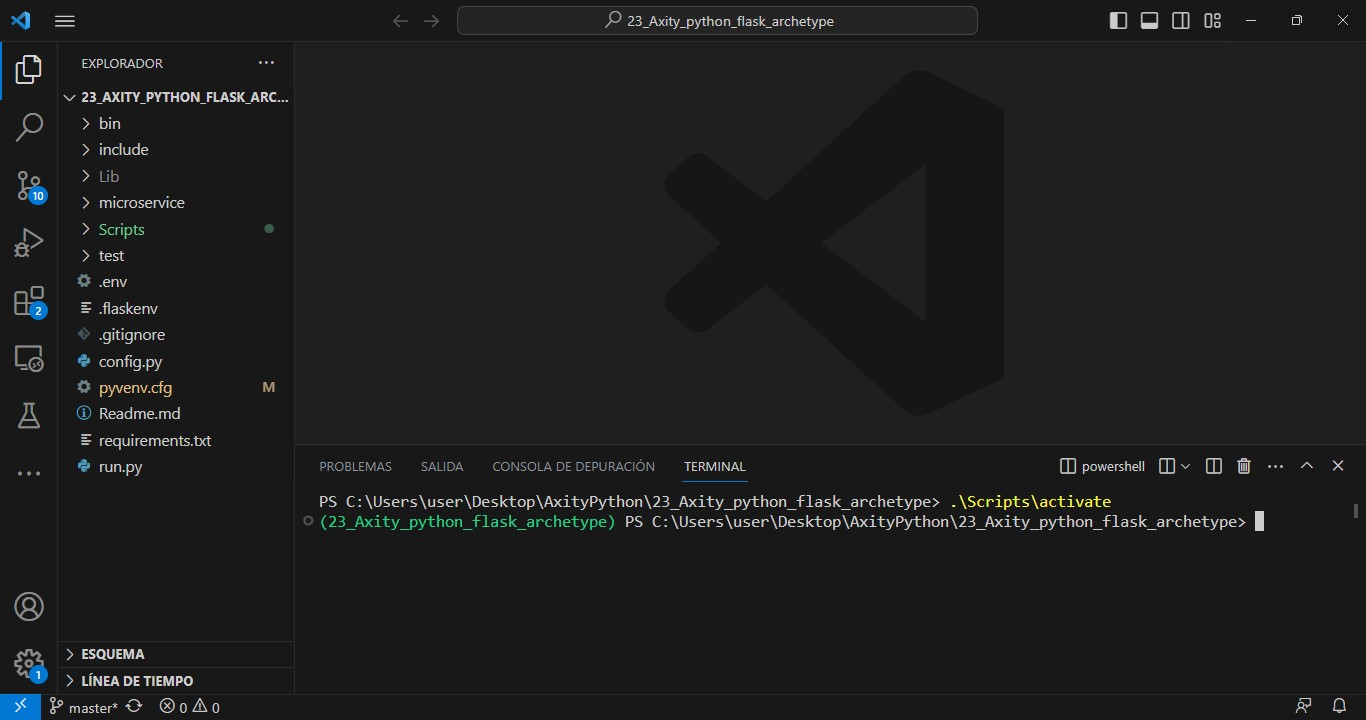 23_Axity_python_flask_archetype
EXPLORADOR
23_AXITY_PYTHON_FLASK_ARC...
bin
include
Lib
microservice
Scripts
test
.env
.flaskenv
.gitignore
config.py
pyvenv.cfg M
Readme.md
requirements.txt
run.py
10
2
1
ESQUEMA
LÍNEA DE TIEMPO
PROBLEMAS SALIDA CONSOLA DE DEPURACIÓN TERMINAL powershell
PS C:\Users\user\Desktop\AxityPython\23_Axity_python_flask_archetype> .\Scripts\activate
(23_Axity_python_flask_archetype) PS C:\Users\user\Desktop\AxityPython\23_Axity_python_flask_archetype>
master* 0 0